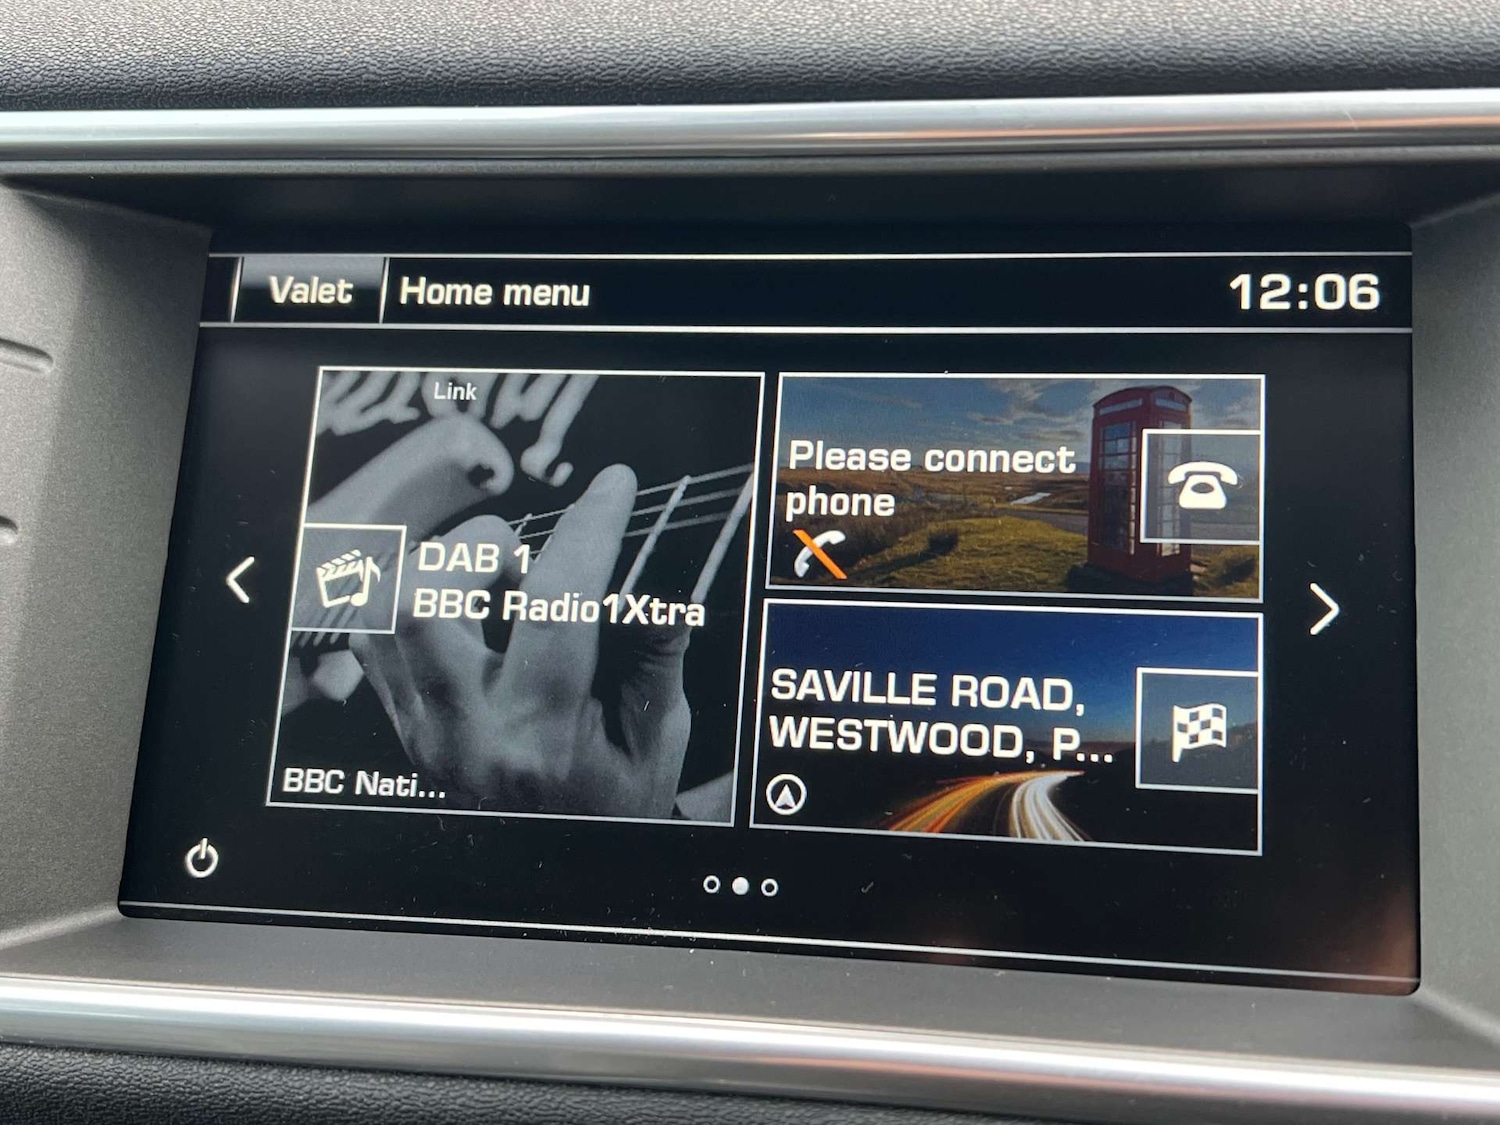 Valet
Home menu
12:06
Link
DAB 1
BBC Radio1Xtra
BBC Nati...
Please connect
phone
SAVILLE ROAD,
WESTWOOD, P...